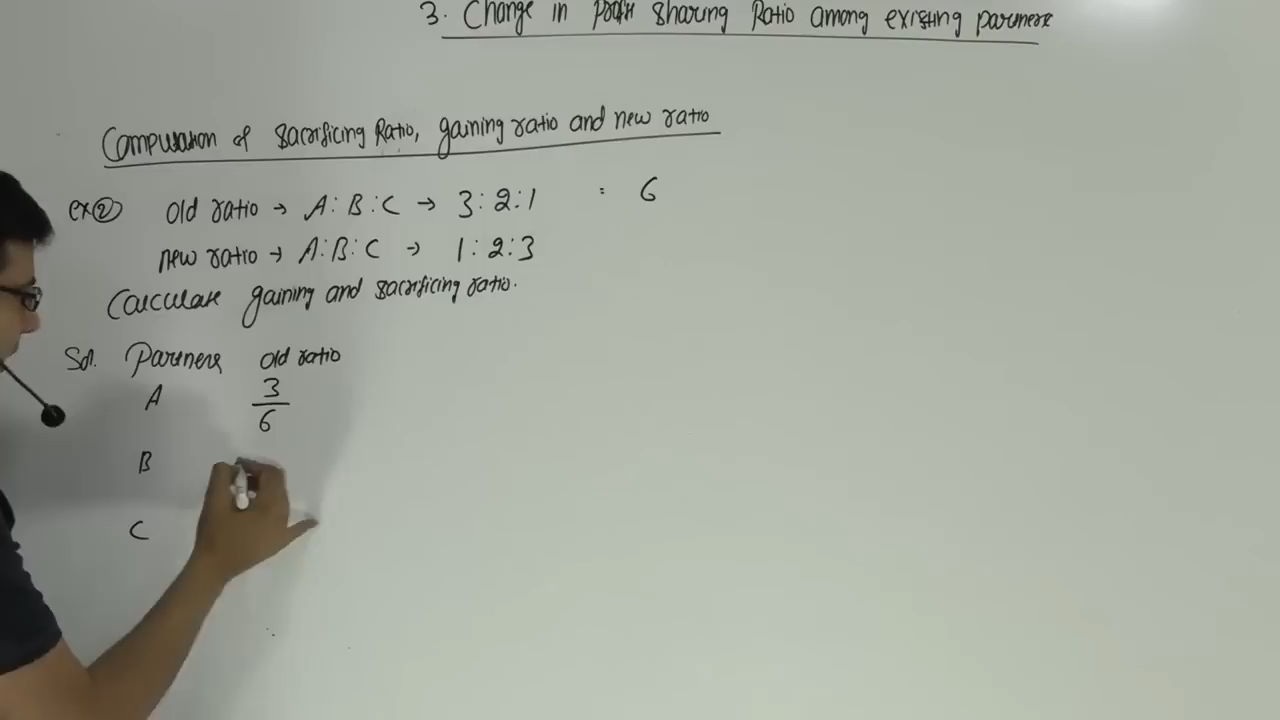 3. Change in Profit Sharing Ratio among existing partners
Computation of Sacrificing Ratio, gaining ratio and new ratio
ex② old ratio → A:B:C → 3:2:1 : 6
new ratio → A:B:C → 1:2:3
Calculate gaining and sacrificing ratio.
Sol. Partners old ratio
A 3/6
B
C